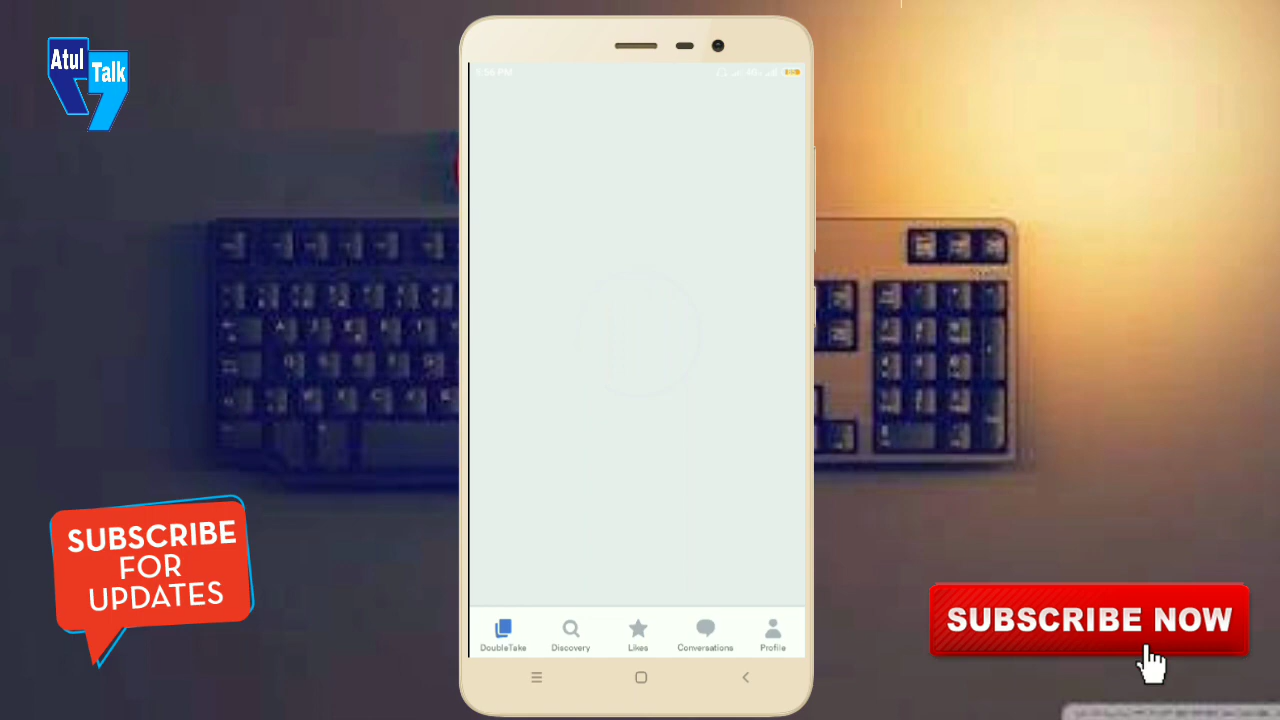 Atul
Talk
SUBSCRIBE
FOR
UPDATES
DoubleTake
Discovery
Likes
Conversations
Profile
SUBSCRIBE NOW